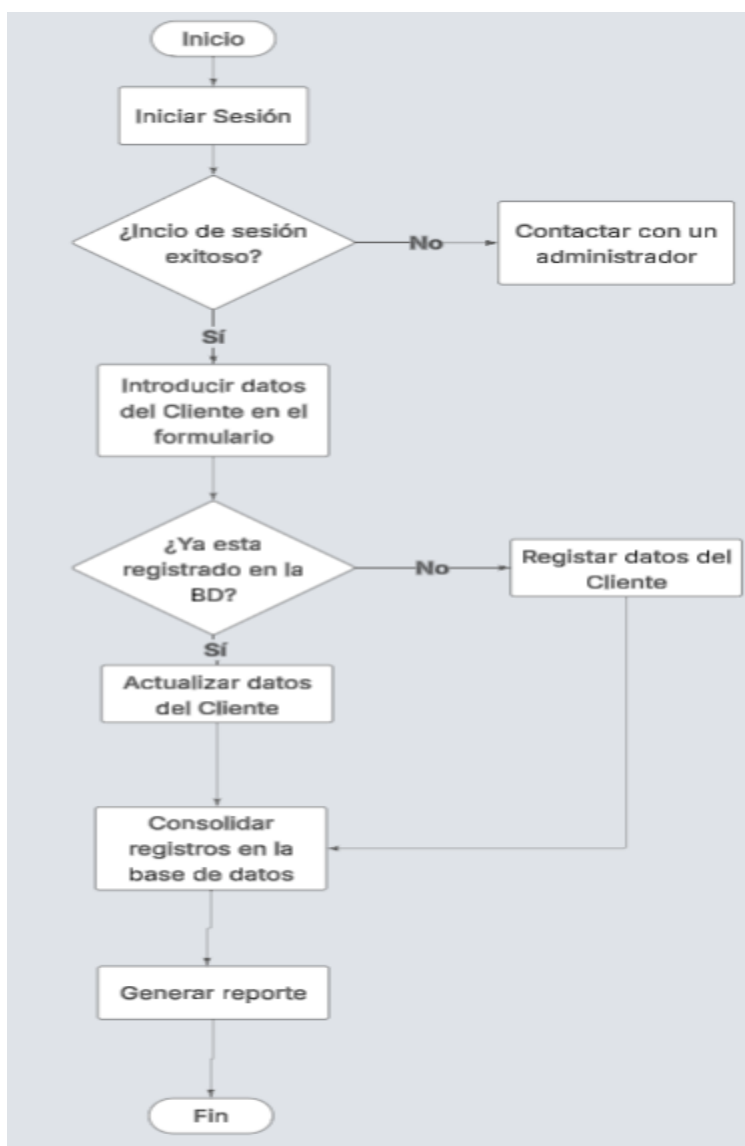 Inicio
Iniciar Sesión
¿Incio de sesión
exitoso?
No
Contactar con un
administrador
Sí
Introducir datos
del Cliente en el
formulario
¿Ya esta
registrado en la
BD?
No
Registar datos del
Cliente
Sí
Actualizar datos
del Cliente
Consolidar
registros en la
base de datos
Generar reporte
Fin